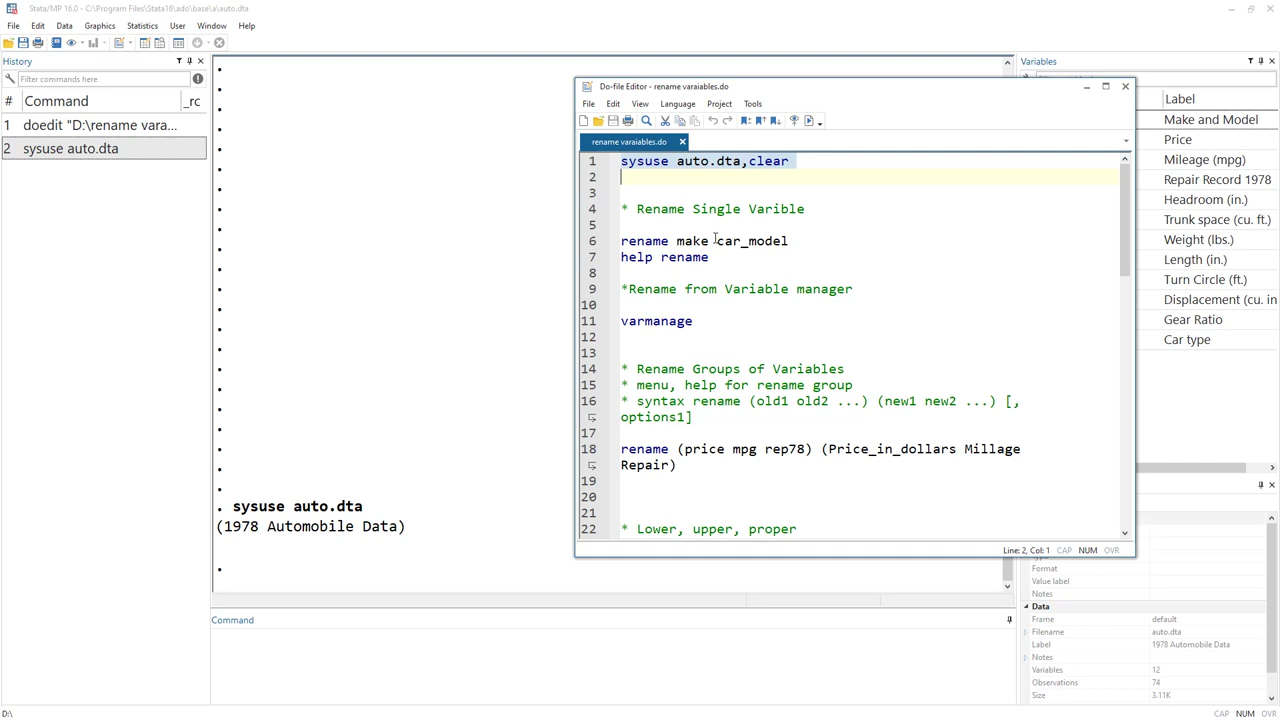 Stata/MP 16.0 - C:\Program Files\Stata16\ado\base\a\auto.dta
File Edit Data Graphics Statistics User Window Help
History
Filter commands here
# Command _rc
1 doedit "D:\rename vara...
2 sysuse auto.dta
. sysuse auto.dta
(1978 Automobile Data)
.
Command
Do-file Editor - rename varaiables.do
File Edit View Language Project Tools
rename varaiables.do
1 sysuse auto.dta,clear
2
3
4 * Rename Single Varible
5
6 rename make car_model
7 help rename
8
9 *Rename from Variable manager
10
11 varmanage
12
13
14 * Rename Groups of Variables
15 * menu, help for rename group
16 * syntax rename (old1 old2 ...) (new1 new2 ...) [,
options1]
17
18 rename (price mpg rep78) (Price_in_dollars Millage
Repair)
19
20
21
22 * Lower, upper, proper
Line: 2, Col: 1 CAP NUM OVR
Variables
Label
Make and Model
Price
Mileage (mpg)
Repair Record 1978
Headroom (in.)
Trunk space (cu. ft.)
Weight (lbs.)
Length (in.)
Turn Circle (ft.)
Displacement (cu. in
Gear Ratio
Car type
Format
Value label
Notes
Data
Frame default
Filename auto.dta
Label 1978 Automobile Data
Notes
Variables 12
Observations 74
Size 3.11K
D:\
CAP NUM OVR